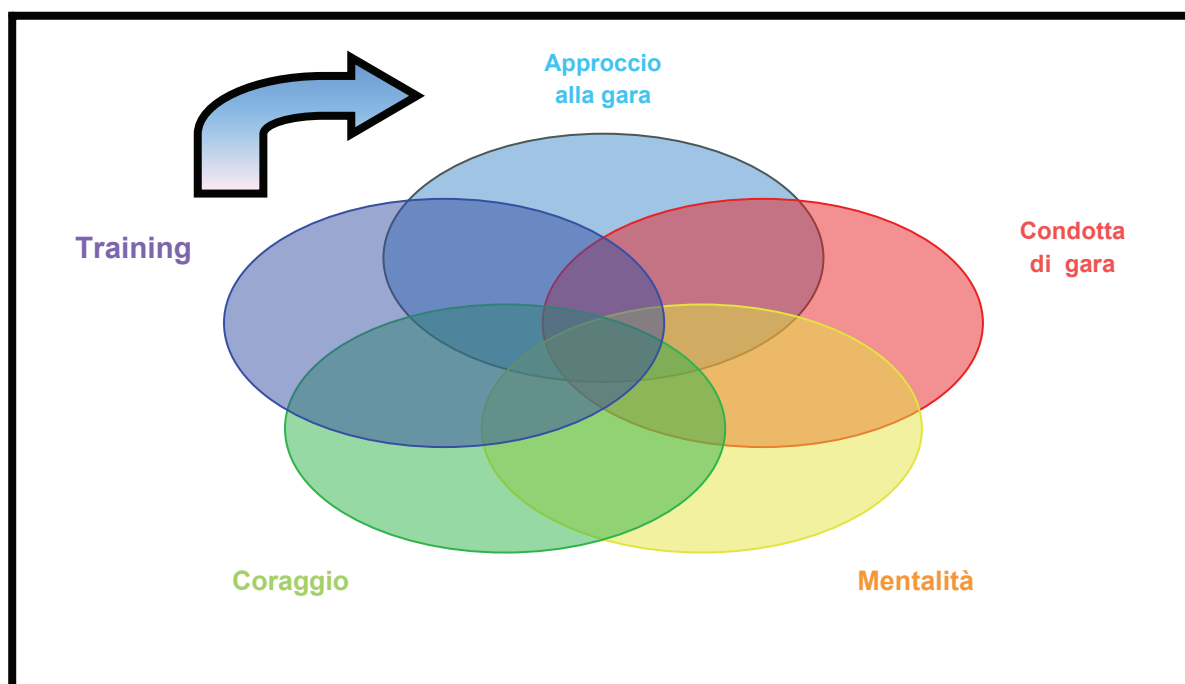 Approccio
alla gara
Training
Condotta
di gara
Coraggio
Mentalità